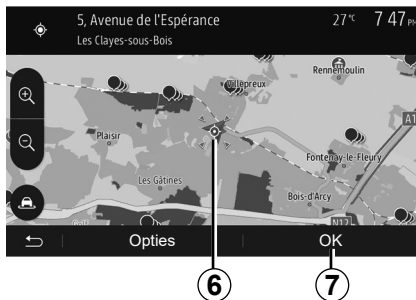 5, Avenue de l'Espérance
27 °C 7 47 PM
Les Clayes-sous-Bois
Rennemoulin
Villepreux
A1
Plaisir
Fontenay-le-Fleury
Les Gâtines
Bois-d'Arcy
N12
Opties
OK
6
7